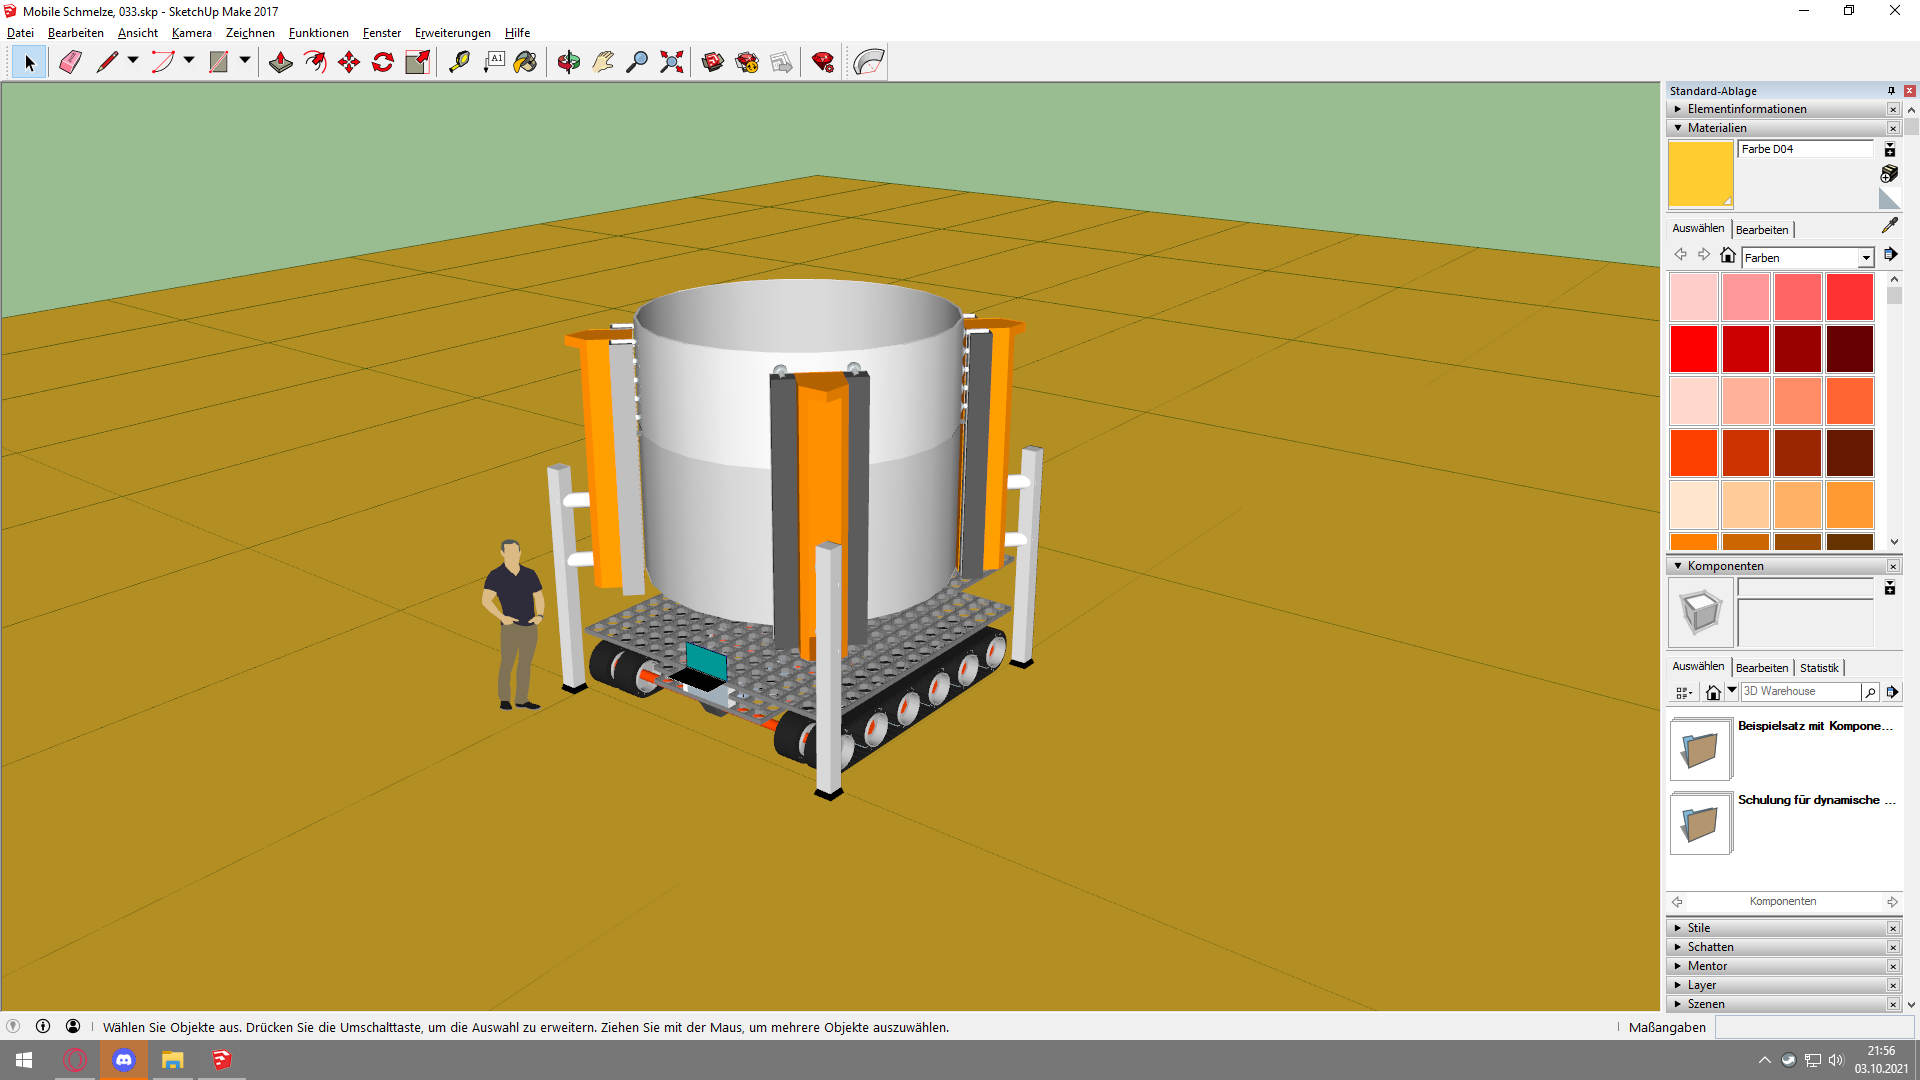 Mobile Schmelze, 033.skp - SketchUp Make 2017
Datei Bearbeiten Ansicht Kamera Zeichnen Funktionen Fenster Erweiterungen Hilfe
A1
Standard-Ablage
Elementinformationen
Materialien
Farbe D04
Auswählen Bearbeiten
Farben
Komponenten
Auswählen Bearbeiten Statistik
3D Warehouse
Beispielsatz mit Kompone...
Schulung für dynamische ...
Komponenten
Stile
Schatten
Mentor
Layer
Szenen
Wählen Sie Objekte aus. Drücken Sie die Umschalttaste, um die Auswahl zu erweitern. Ziehen Sie mit der Maus, um mehrere Objekte auszuwählen.
Maßangaben
21:56
03.10.2021